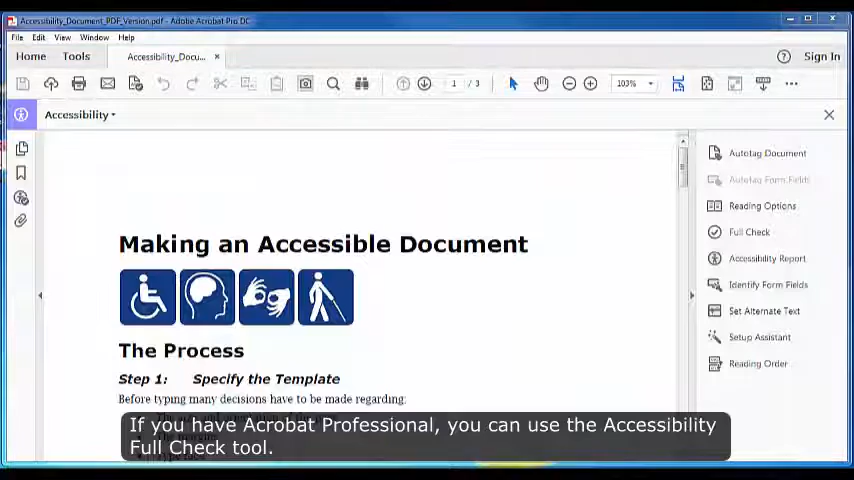 Accessibility_Document_PDF_Version.pdf - Adobe Acrobat Pro DC
File Edit View Window Help
Home Tools Accessibility_Docu... × Sign In
1 / 3 103%
Accessibility
Autotag Document
Autotag Form Fields
Reading Options
Full Check
Accessibility Report
Identify Form Fields
Set Alternate Text
Setup Assistant
Reading Order
Making an Accessible Document
The Process
Step 1: Specify the Template
Before typing many decisions have to be made regarding:
If you have Acrobat Professional, you can use the Accessibility
Full Check tool.